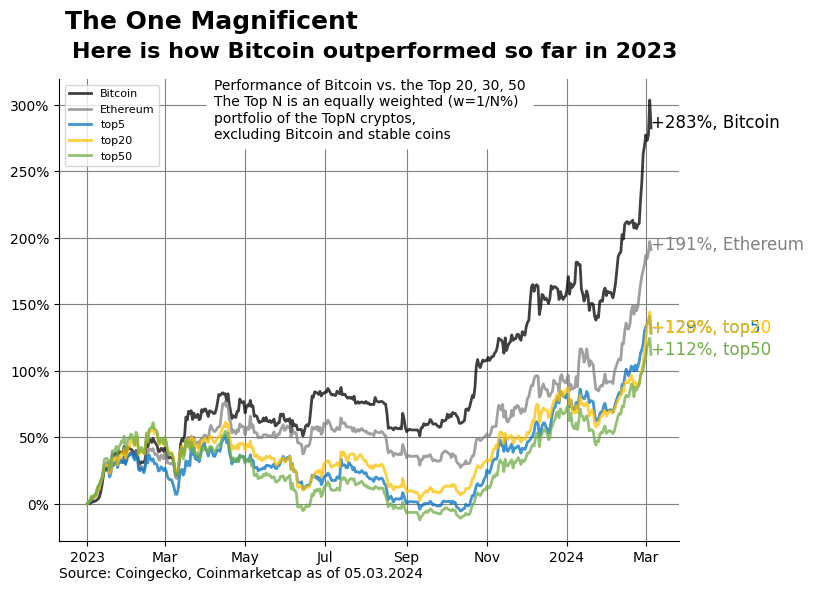 The One Magnificent
Here is how Bitcoin outperformed so far in 2023
Performance of Bitcoin vs. the Top 20, 30, 50
The Top N is an equally weighted (w=1/N%)
portfolio of the TopN cryptos,
excluding Bitcoin and stable coins
Bitcoin
Ethereum
top5
top20
top50
300%
250%
200%
150%
100%
50%
0%
+283%, Bitcoin
+191%, Ethereum
top20
+112%, top50
2023
Mar
May
Jul
Sep
Nov
2024
Mar
Source: Coingecko, Coinmarketcap as of 05.03.2024